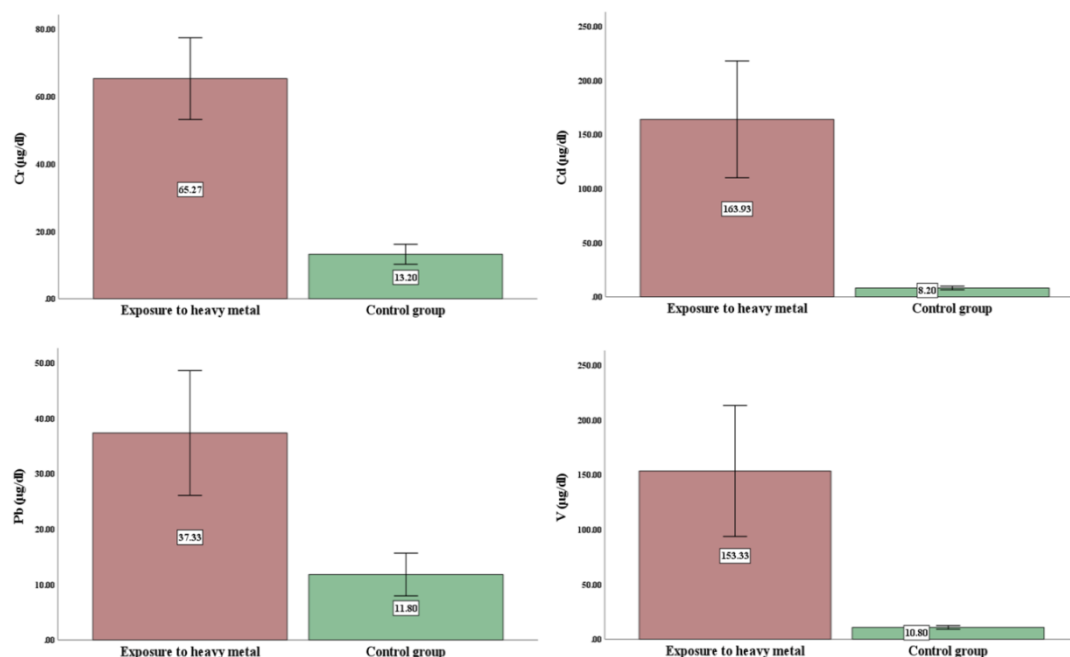 80.00
60.00
40.00
20.00
.00
Cr (µg/dl)
65.27
13.20
Exposure to heavy metal
Control group
250.00
200.00
150.00
100.00
50.00
.00
Cd (µg/dl)
163.93
8.20
Exposure to heavy metal
Control group
50.00
40.00
30.00
20.00
10.00
.00
Pb (µg/dl)
37.33
11.80
Exposure to heavy metal
Control group
250.00
200.00
150.00
100.00
50.00
.00
V (µg/dl)
153.33
10.80
Exposure to heavy metal
Control group